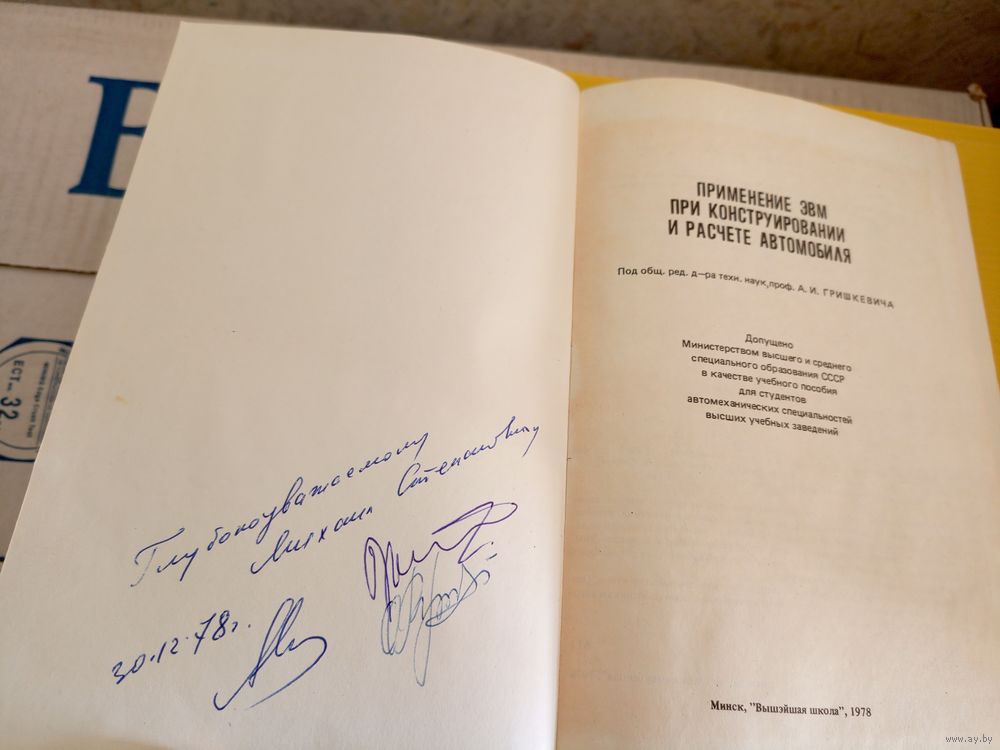 Глубокоуважаемому
Михаил Степановичу
30.12.78г.
ПРИМЕНЕНИЕ ЭВМ
ПРИ КОНСТРУИРОВАНИИ
И РАСЧЕТЕ АВТОМОБИЛЯ
Под общ. ред. д-ра техн. наук,проф. А. И. ГРИШКЕВИЧА
Допущено
Министерством высшего и среднего
специального образования СССР
в качестве учебного пособия
для студентов
автомеханических специальностей
высших учебных заведений
Минск, "Вышэйшая школа", 1978
ЕСТ. 32
www.ay.by